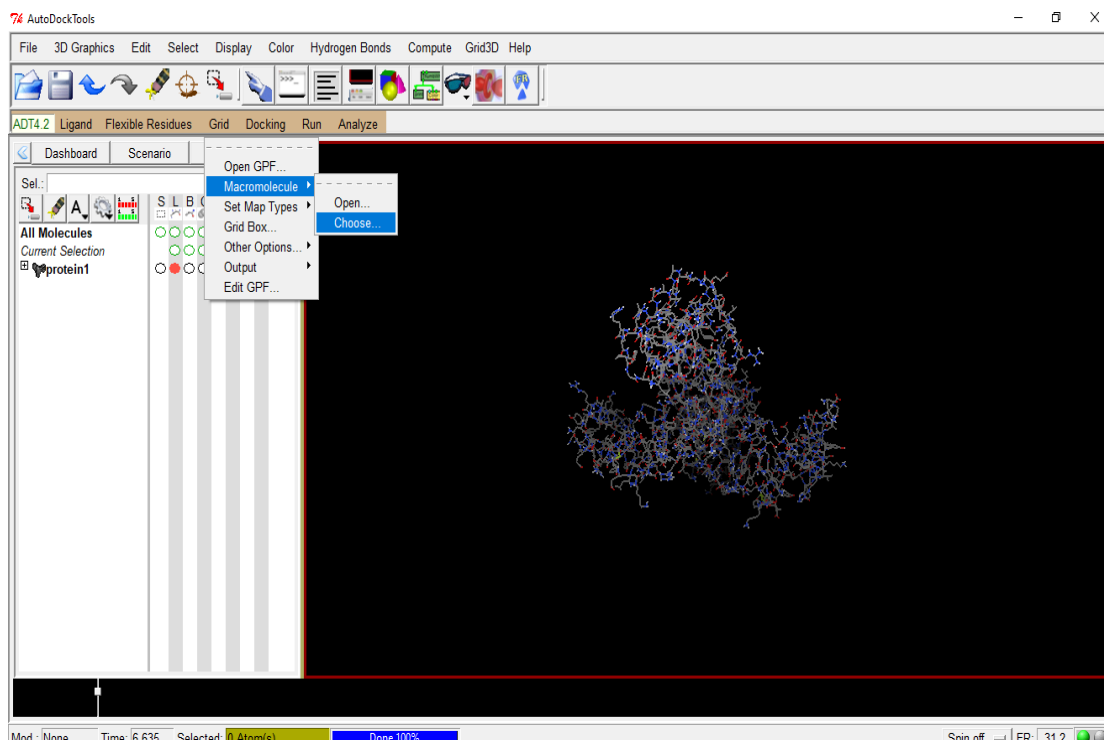 AutoDockTools
File 3D Graphics Edit Select Display Color Hydrogen Bonds Compute Grid3D Help
ADT4.2 Ligand Flexible Residues Grid Docking Run Analyze
Dashboard Scenario
Open GPF...
Macromolecule
Set Map Types
Grid Box...
Other Options...
Output
Edit GPF...
Open...
Choose...
Sel.:
S L B
All Molecules
Current Selection
protein1
Mod.: None Time: 6.635 Selected: 0 Atom(s) Done 100% Spin off FR: 31.2